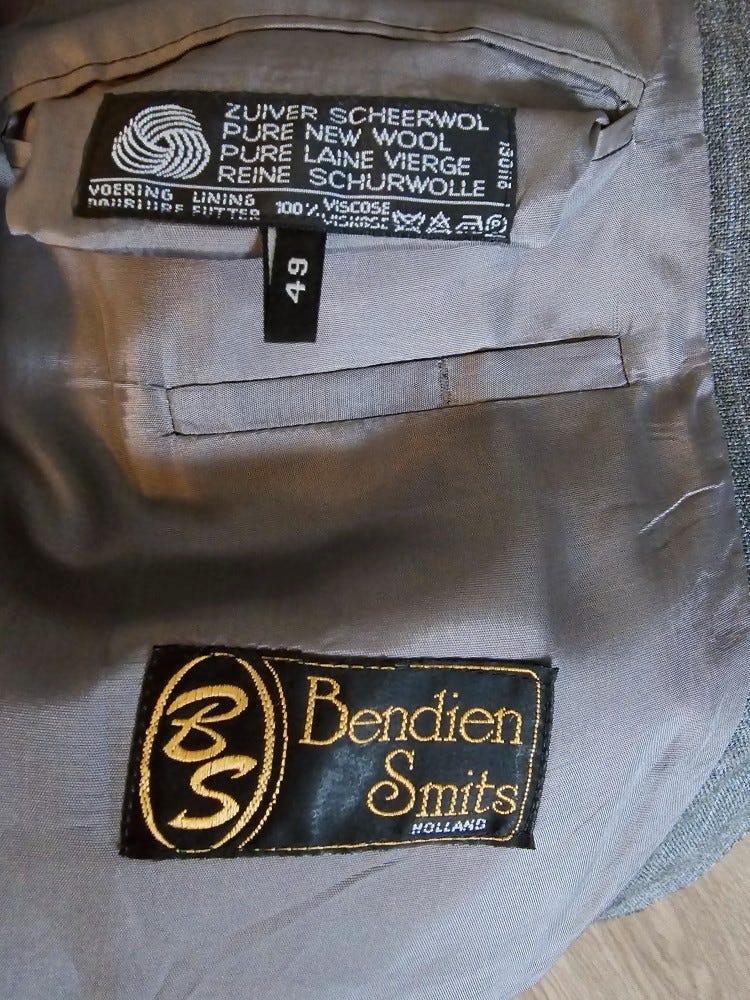 ZUIVER SCHEERWOL
PURE NEW WOOL
PURE LAINE VIERGE
REINE SCHURWOLLE
VOERING LINING 100% VISCOSE
DOUBLURE FUTTER VISKOSE
49
BS
Bendien
Smits
HOLLAND